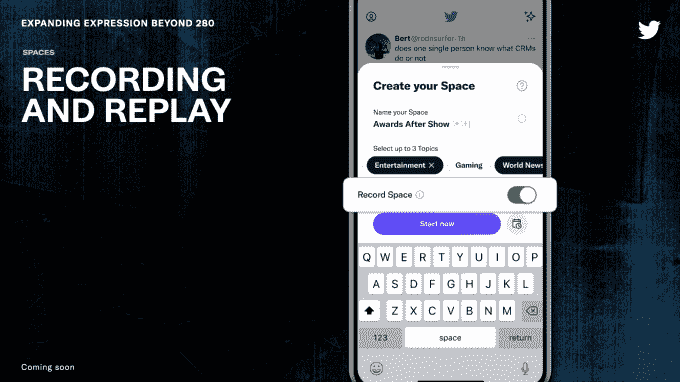 EXPANDING EXPRESSION BEYOND 280
SPACES
RECORDING
AND REPLAY
Coming soon
Bert @rodnsurfer · 1h
does one single person know what CRMs
do or not
Create your Space
Name your Space
Awards After Show
Select up to 3 Topics
Entertainment ✕
Gaming
World News
Record Space
Start now
Q W E R T Y U I O P
A S D F G H J K L
Z X C V B N M
123
space
return